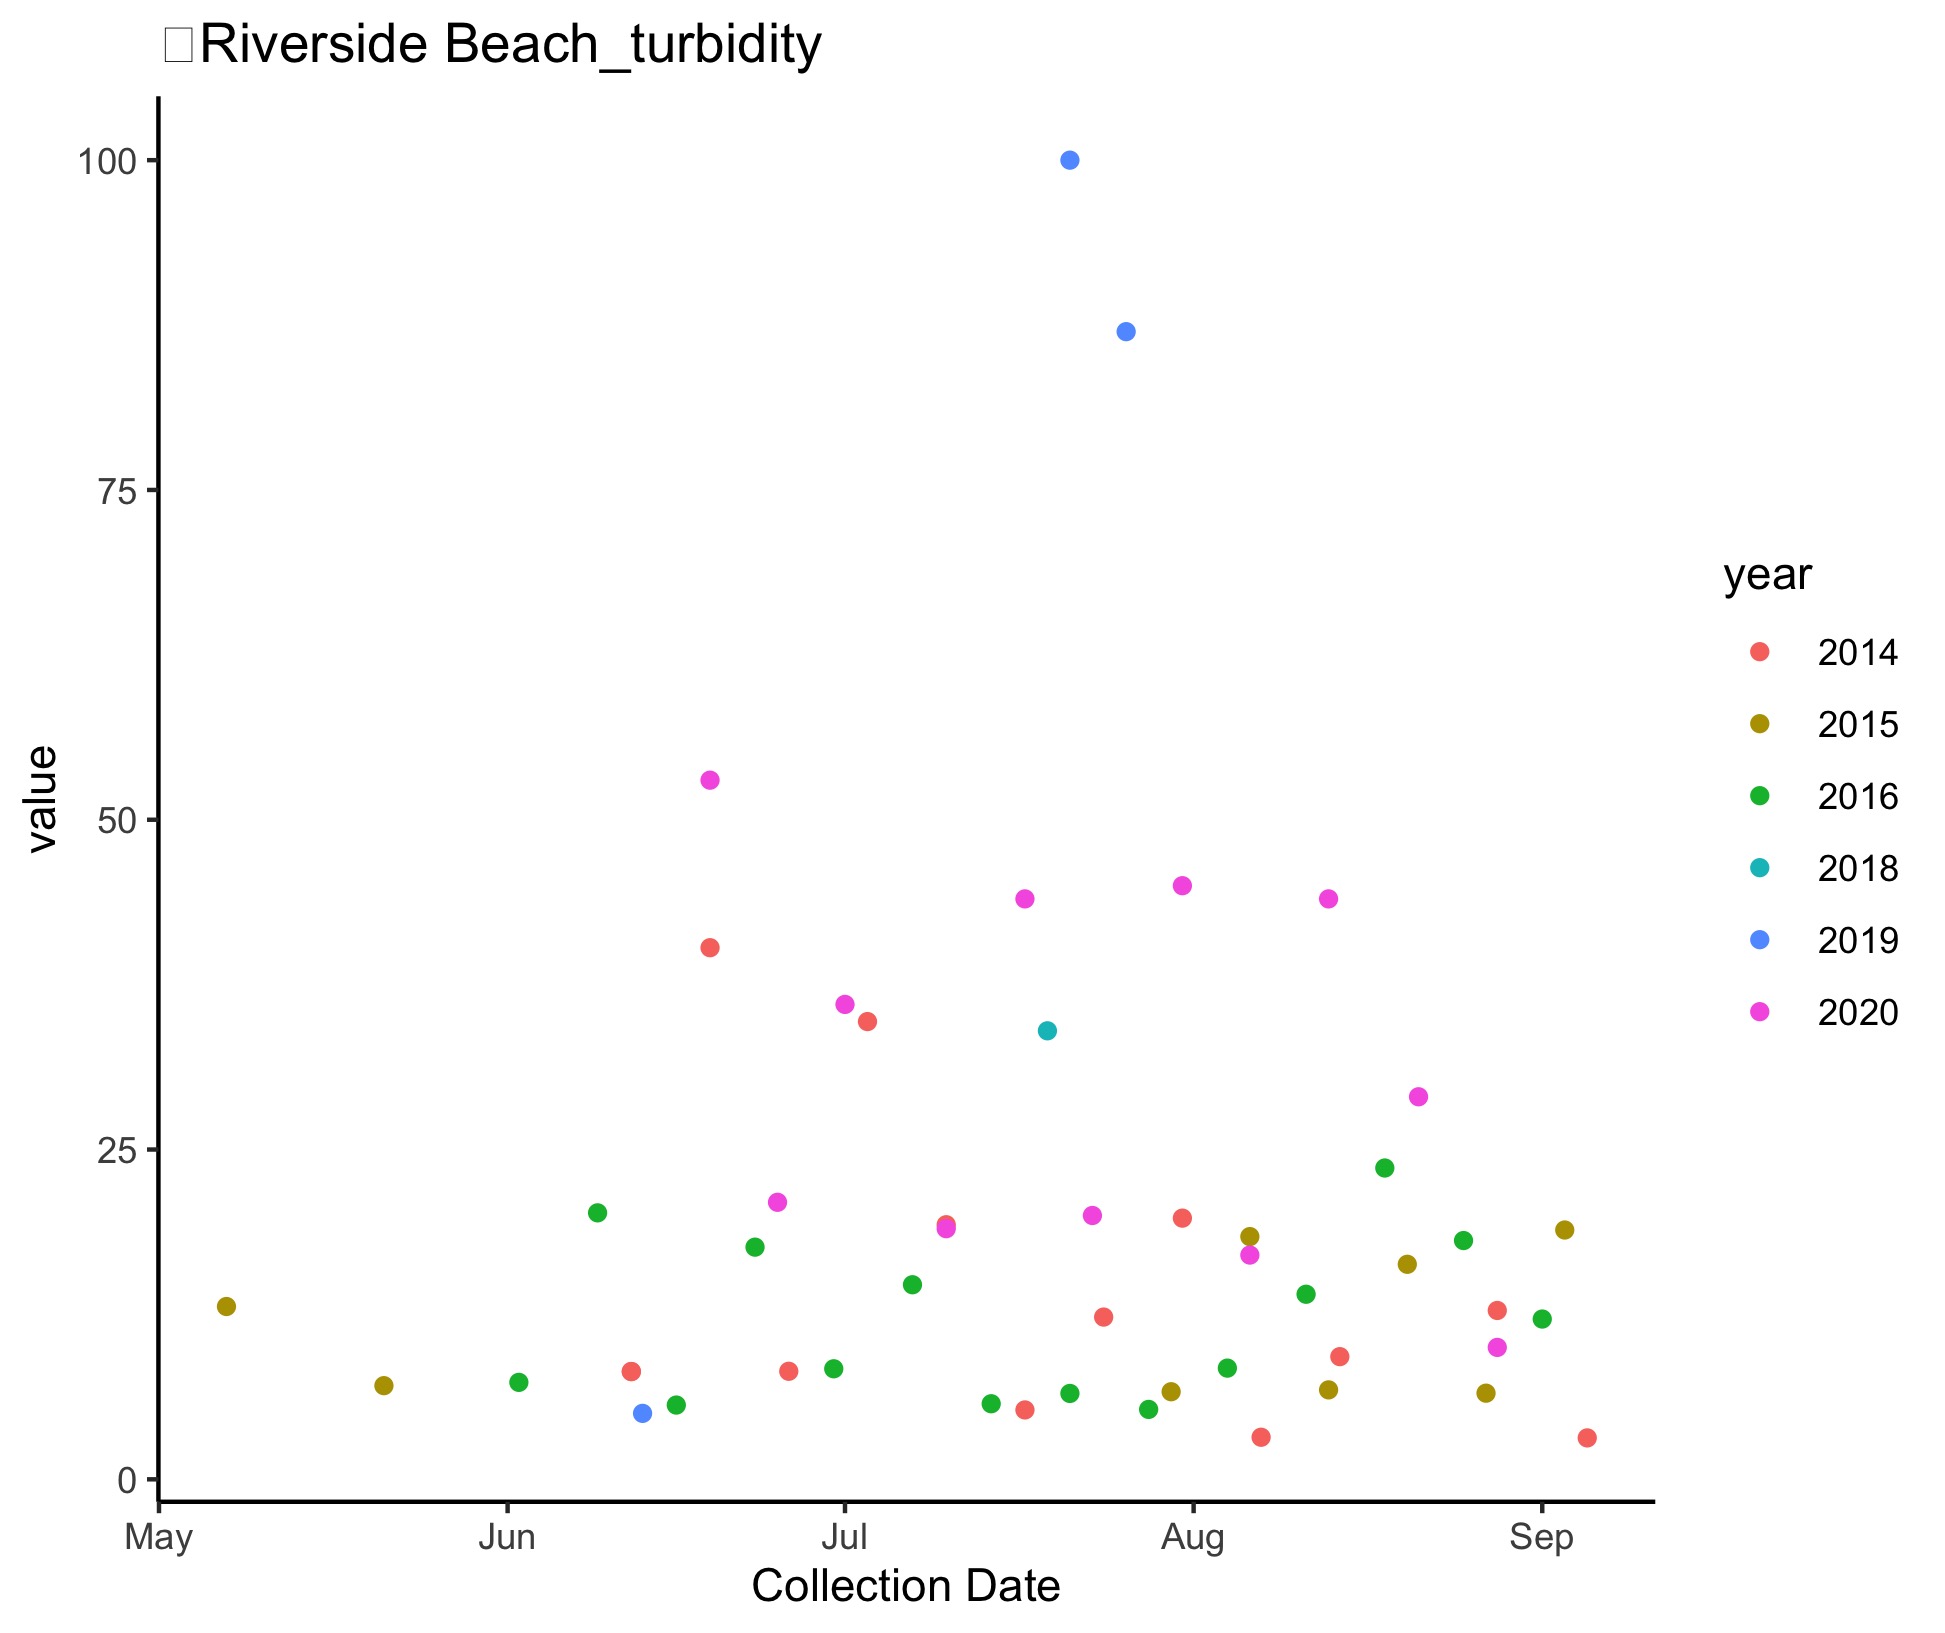 Riverside Beach_turbidity
100
75
50
25
0
value
May Jun Jul Aug Sep
Collection Date
year
2014
2015
2016
2018
2019
2020